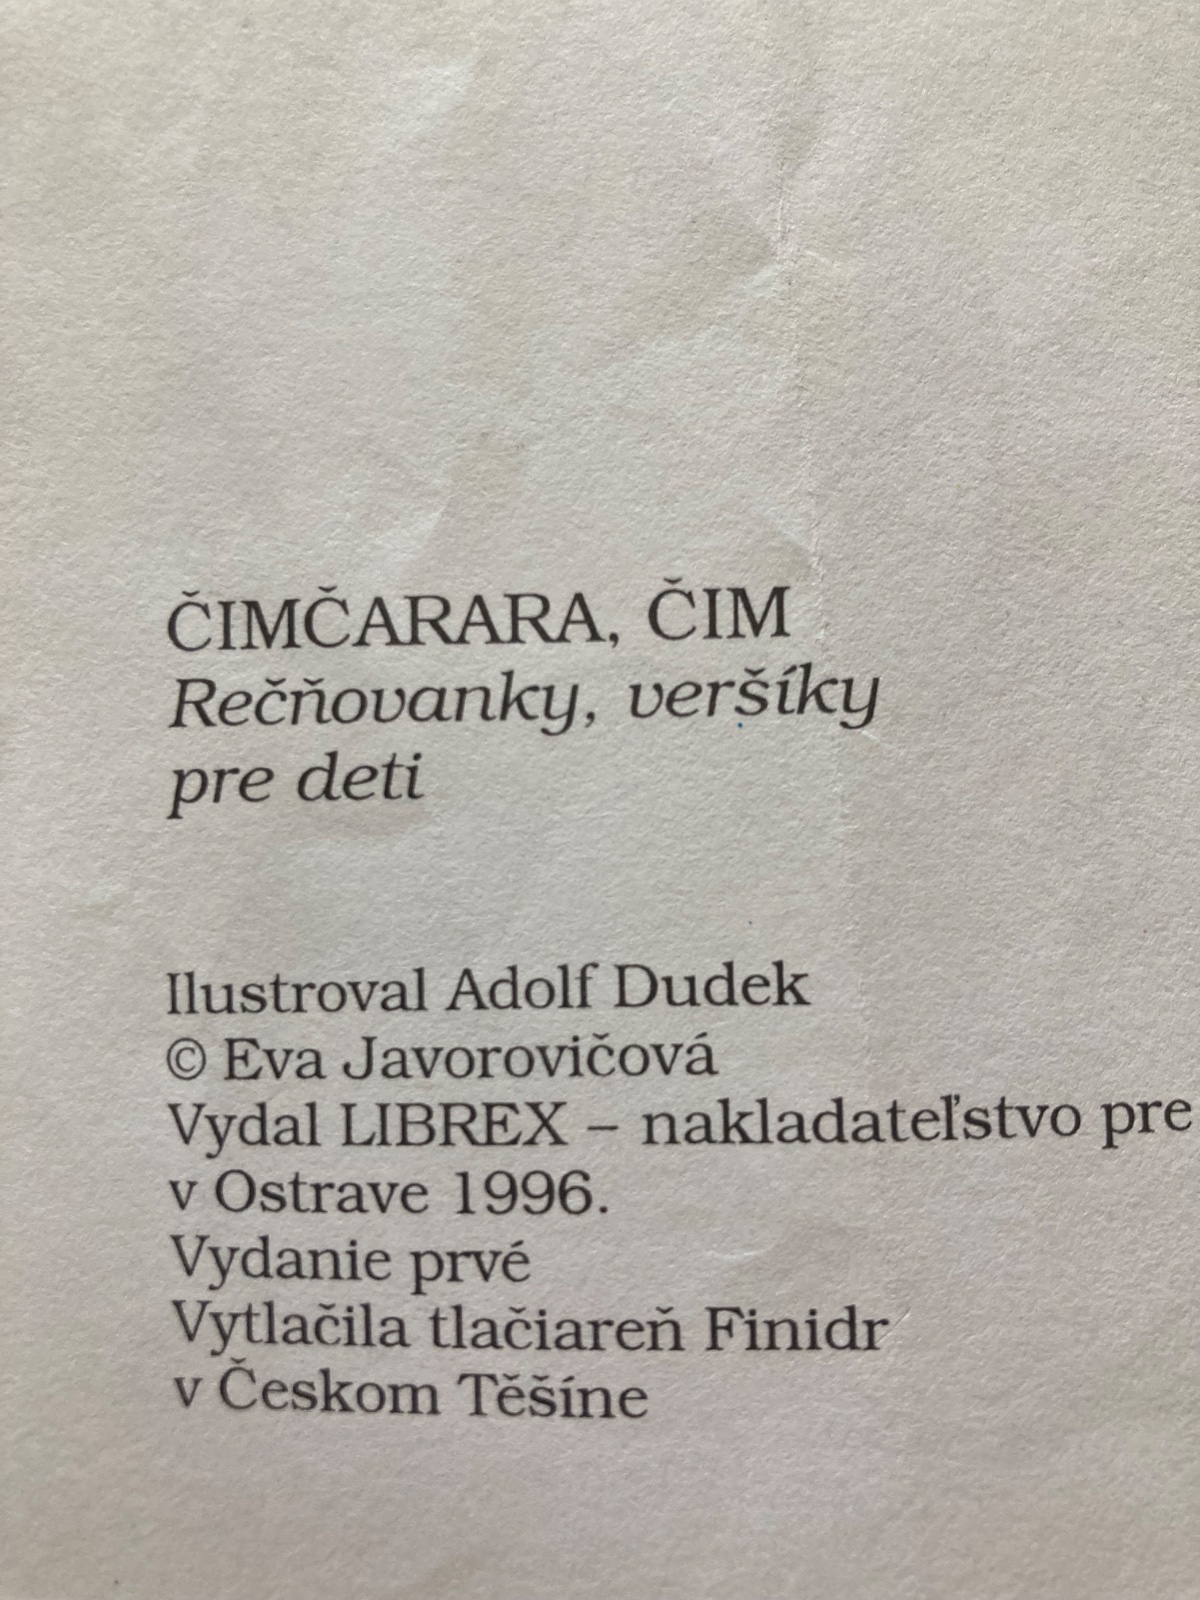 ČIMČARARA, ČIM
Rečňovanky, veršíky
pre deti
Ilustroval Adolf Dudek
© Eva Javorovičová
Vydal LIBREX – nakladateľstvo pre
v Ostrave 1996.
Vydanie prvé
Vytlačila tlačiareň Finidr
v Českom Těšíne